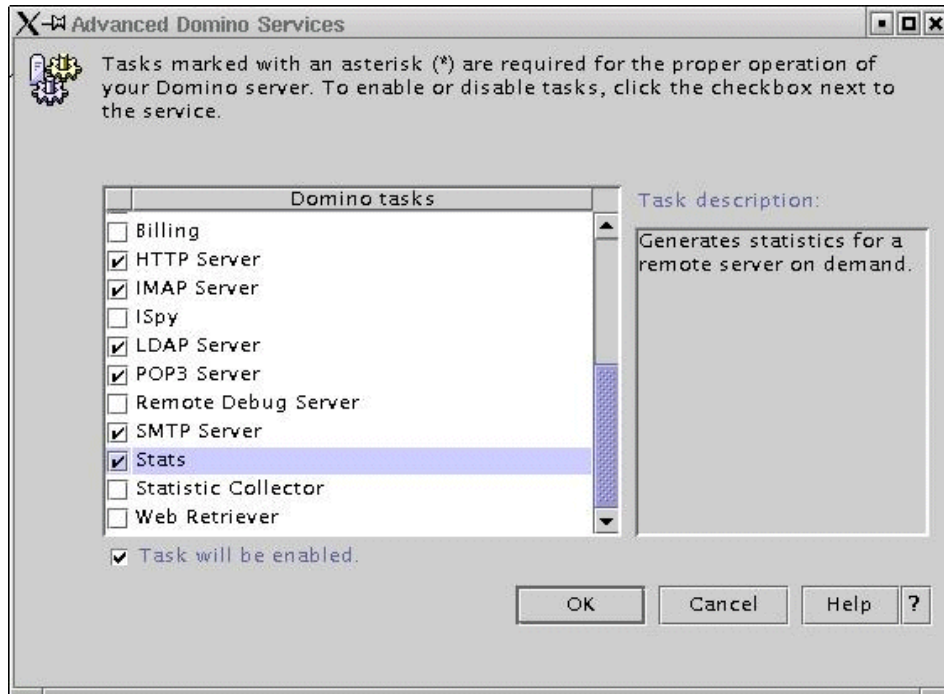 Advanced Domino Services
Tasks marked with an asterisk (*) are required for the proper operation of
your Domino server. To enable or disable tasks, click the checkbox next to
the service.
Domino tasks
Billing
HTTP Server
IMAP Server
ISpy
LDAP Server
POP3 Server
Remote Debug Server
SMTP Server
Stats
Statistic Collector
Web Retriever
Task will be enabled.
Task description:
Generates statistics for a
remote server on demand.
OK
Cancel
Help
?